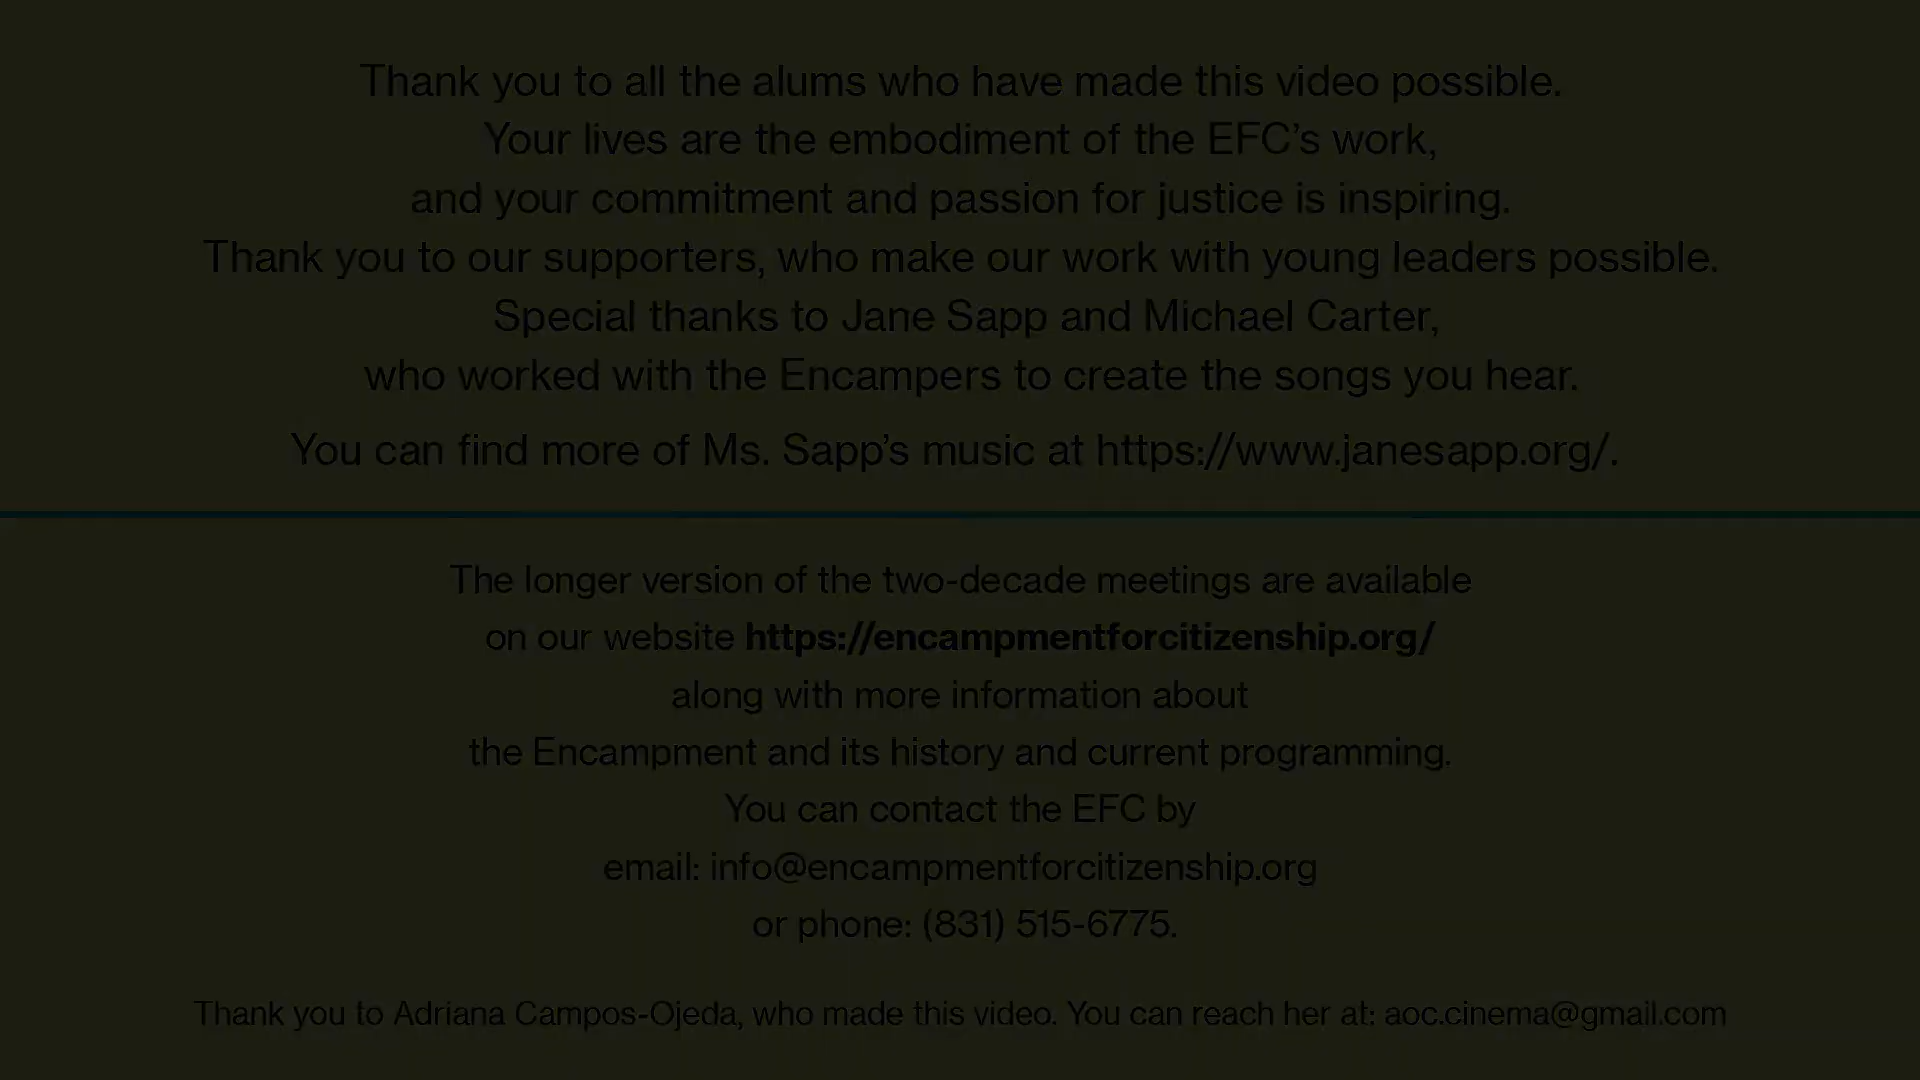 Thank you to all the alums who have made this video possible.
Your lives are the embodiment of the EFC’s work,
and your commitment and passion for justice is inspiring.
Thank you to our supporters, who make our work with young leaders possible.
Special thanks to Jane Sapp and Michael Carter,
who worked with the Encampers to create the songs you hear.
You can find more of Ms. Sapp’s music at https://www.janesapp.org/.
The longer version of the two-decade meetings are available
on our website https://encampmentforcitizenship.org/
along with more information about
the Encampment and its history and current programming.
You can contact the EFC by
email: info@encampmentforcitizenship.org
or phone: (831) 515-6775.
Thank you to Adriana Campos-Ojeda, who made this video. You can reach her at: aoc.cinema@gmail.com